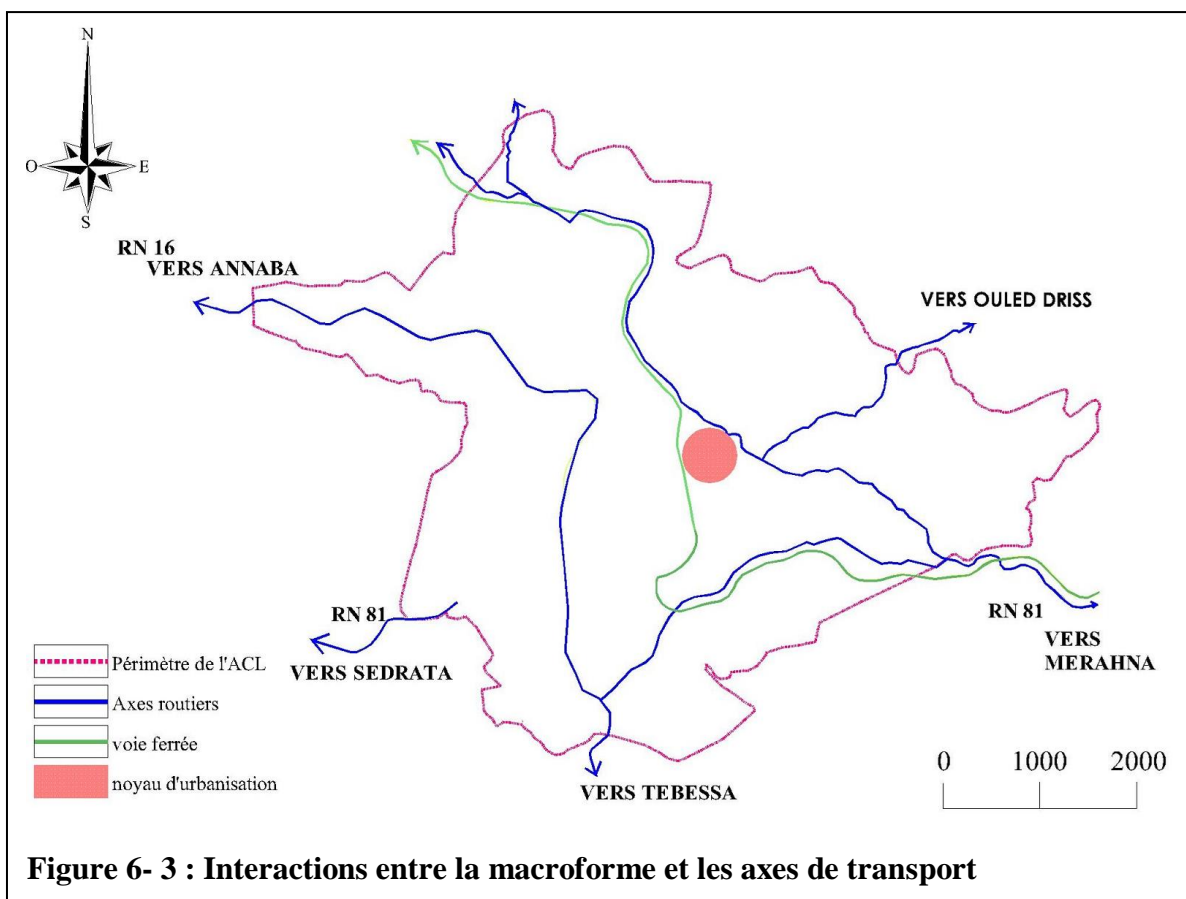 N
O
E
S
RN 16
VERS ANNABA
VERS OULED DRISS
RN 81
VERS SEDRATA
RN 81
VERS
MERAHNA
VERS TEBESSA
Périmètre de l'ACL
Axes routiers
voie ferrée
noyau d'urbanisation
0 1000 2000
Figure 6- 3 : Interactions entre la macroforme et les axes de transport